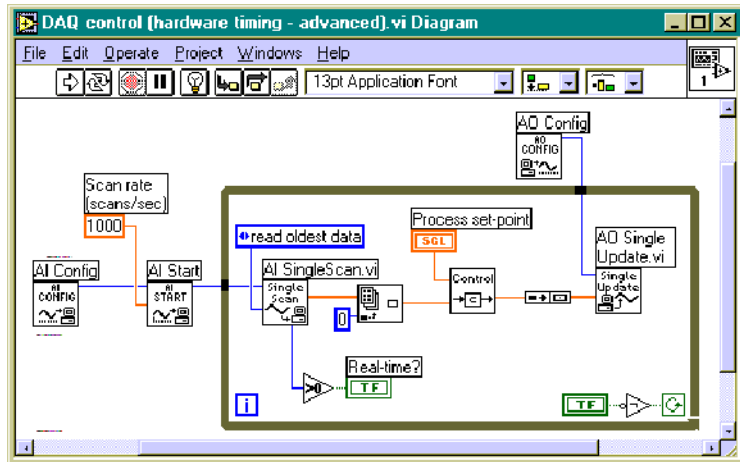 DAQ control (hardware timing - advanced).vi Diagram
File Edit Operate Project Windows Help
13pt Application Font
1
AO Config
AO
CONFIG
Scan rate
(scans/sec)
1000
read oldest data
Process set-point
SGL
AO Single
Update.vi
Single
Update
AI Config
AI
CONFIG
AI Start
AI
START
AI SingleScan.vi
Single
Scan
0
Control
C
Real-time?
>0
TF
i
TF